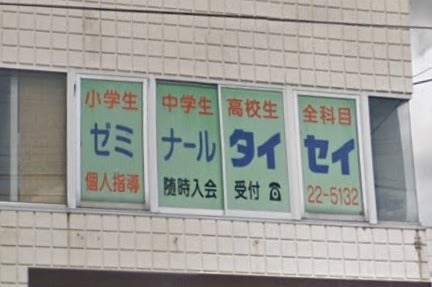 小学生 中学生 高校生 全科目
ゼミナールタイセイ
個人指導 随時入会 受付☎ 22-5132